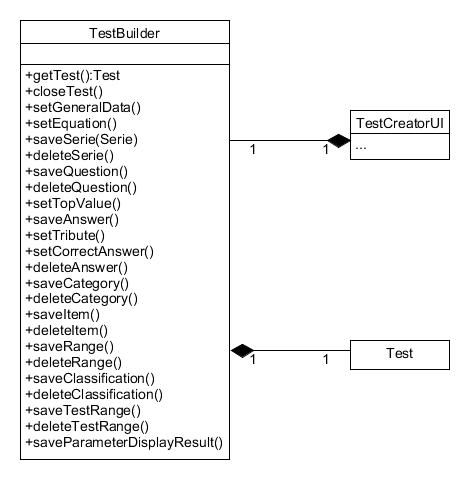 TestBuilder
+getTest():Test
+closeTest()
+setGeneralData()
+setEquation()
+saveSerie(Serie)
+deleteSerie()
+saveQuestion()
+deleteQuestion()
+setTopValue()
+saveAnswer()
+setTribute()
+setCorrectAnswer()
+deleteAnswer()
+saveCategory()
+deleteCategory()
+saveItem()
+deleteItem()
+saveRange()
+deleteRange()
+saveClassification()
+deleteClassification()
+saveTestRange()
+deleteTestRange()
+saveParameterDisplayResult()
TestCreatorUI
...
1 1
Test
1 1